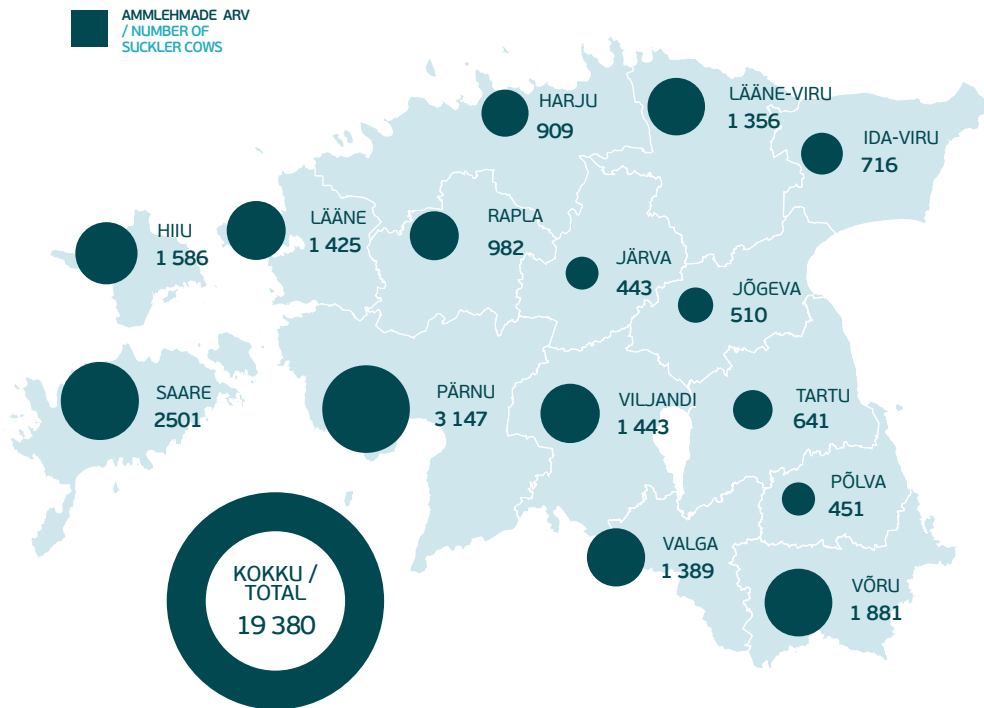 AMMLEHMADE ARV
/ NUMBER OF
SUCKLER COWS
HARJU
909
LÄÄNE-VIRU
1 356
IDA-VIRU
716
HIIU
1 586
LÄÄNE
1 425
RAPLA
982
JÄRVA
443
JÕGEVA
510
SAARE
2501
PÄRNU
3 147
VILJANDI
1 443
TARTU
641
PÕLVA
451
VALGA
1 389
VÕRU
1 881
KOKKU /
TOTAL
19 380